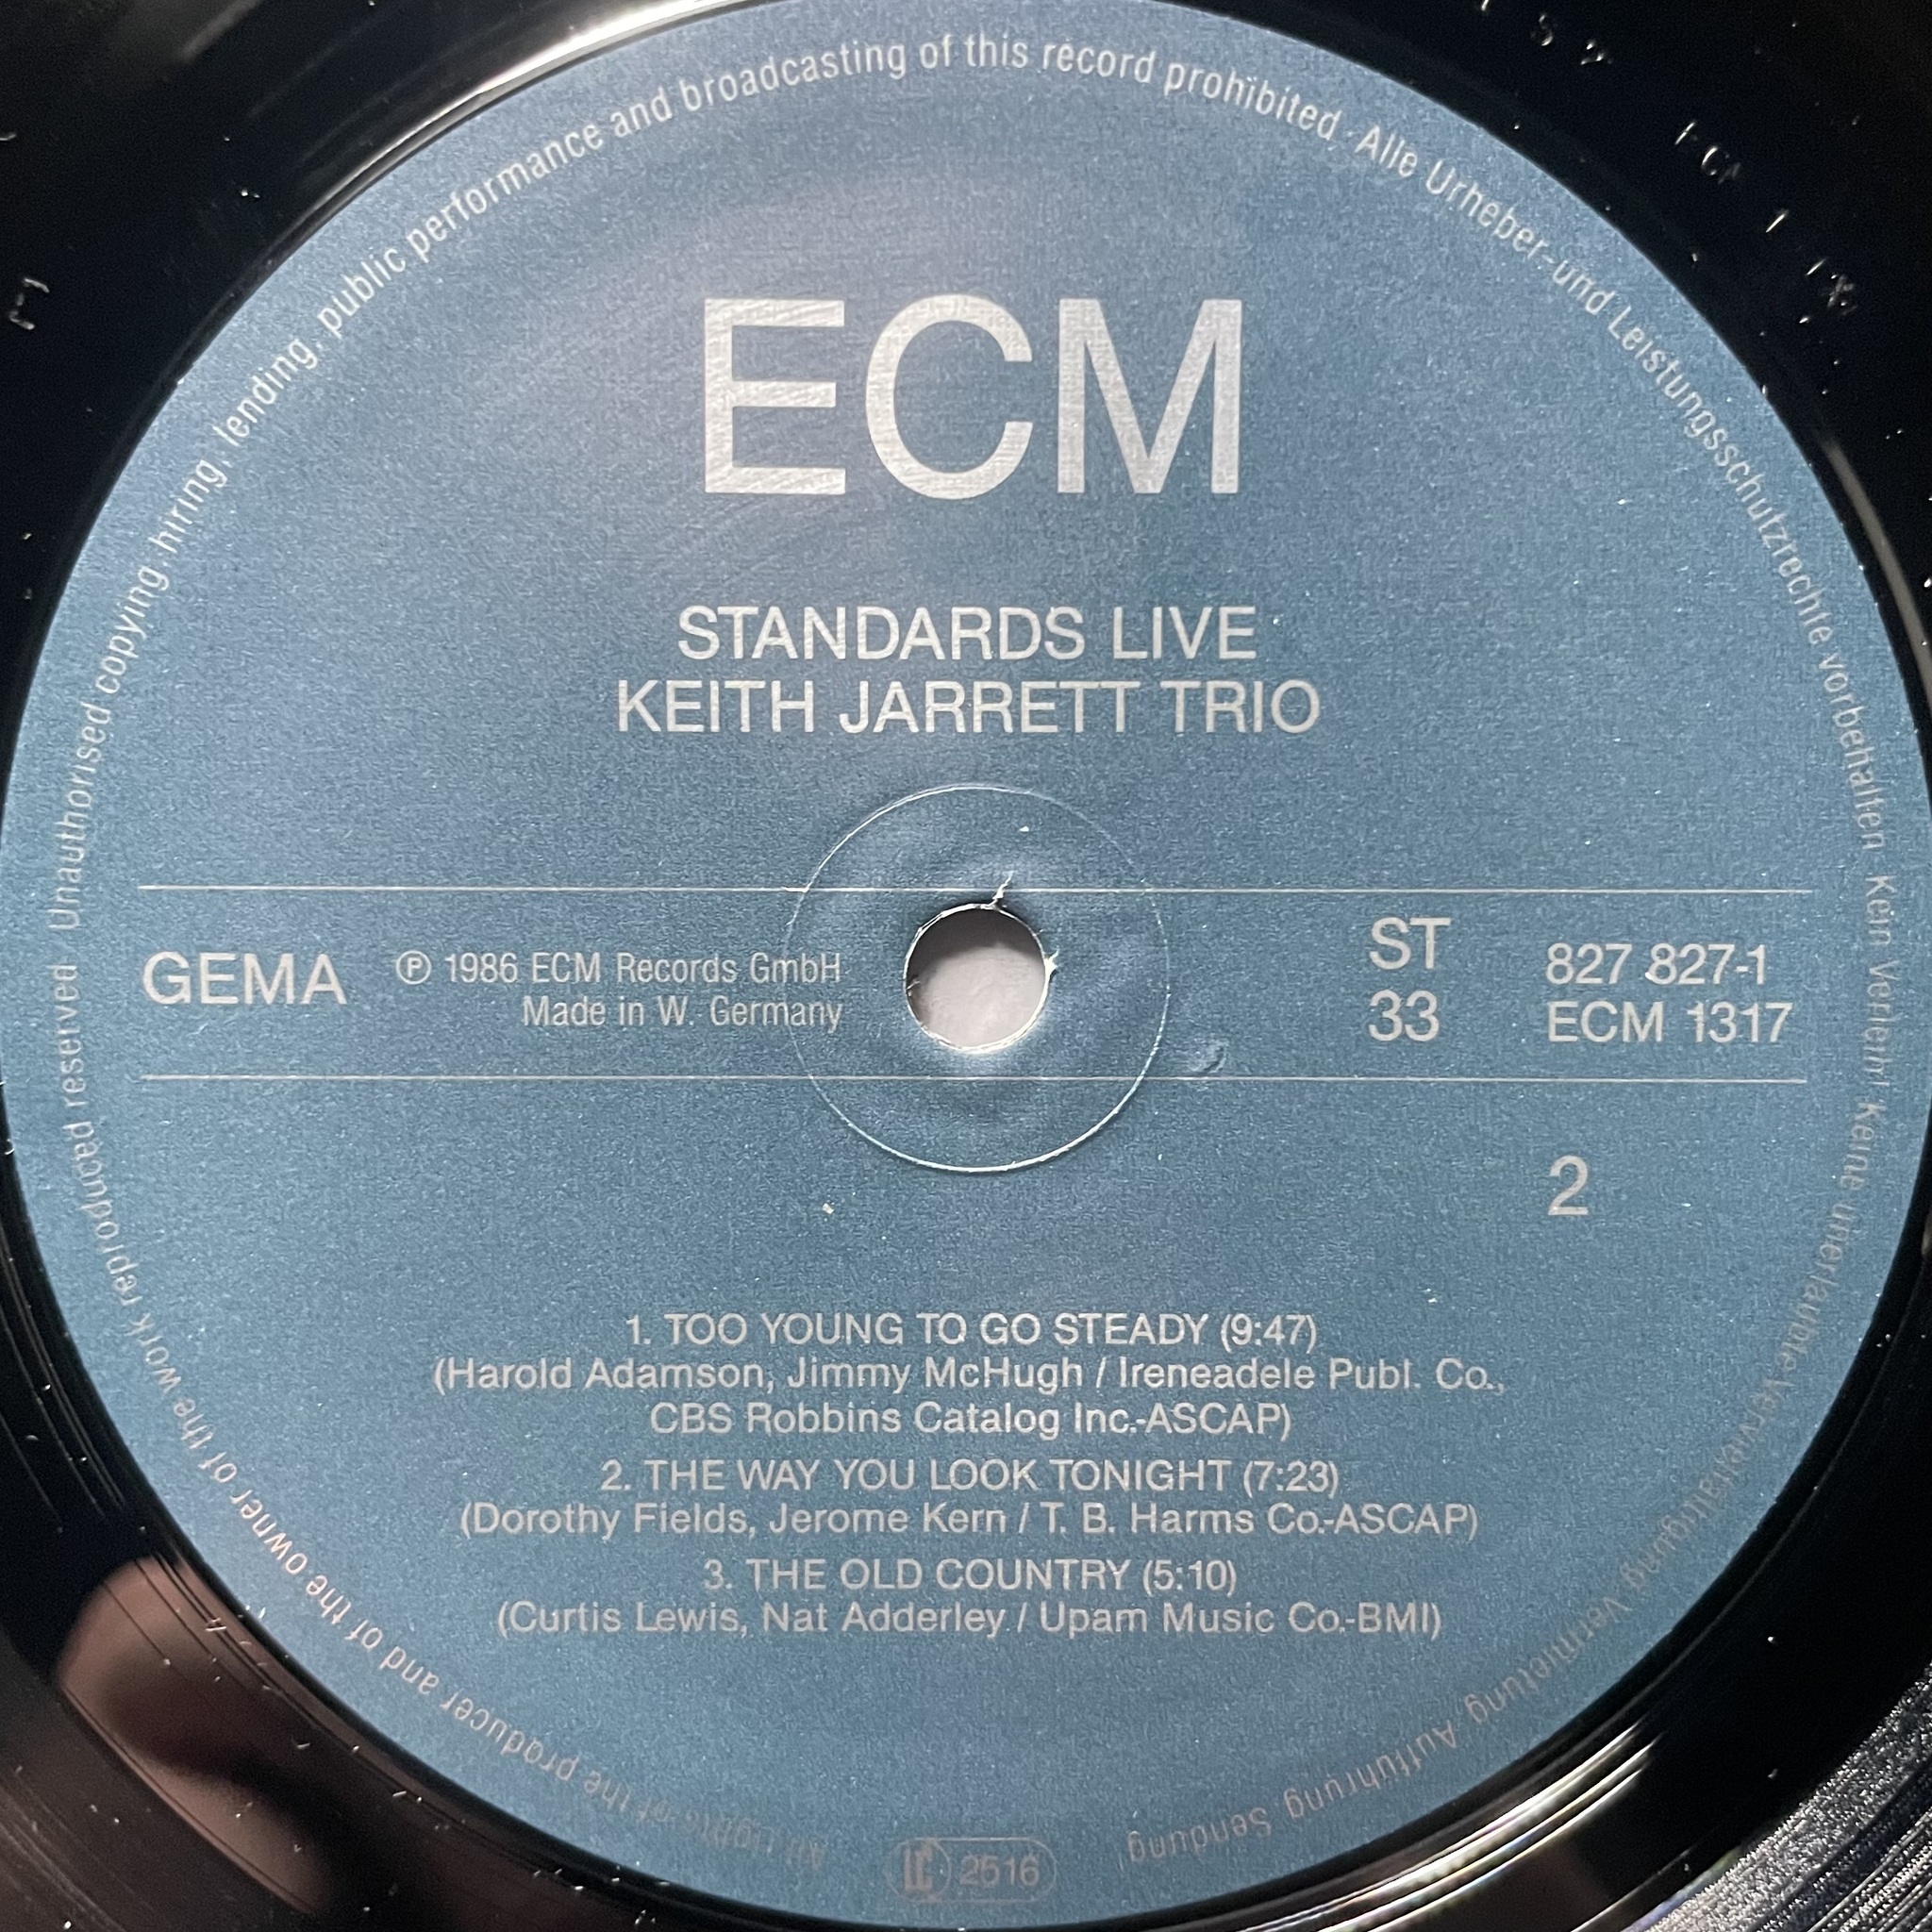 All rights of the producer and of the owner of the work reproduced reserved Unauthorised copying, hiring, lending, public performance and broadcasting of this record prohibited · Alle Urheber-und Leistungsschutzrechte vorbehalten Kein Verleih! Keine unerlaubte Vervielfältigung, Vermietung, Aufführung, Sendung
ECM
STANDARDS LIVE
KEITH JARRETT TRIO
GEMA
℗ 1986 ECM Records GmbH
Made in W. Germany
ST
33
827 827-1
ECM 1317
2
1. TOO YOUNG TO GO STEADY (9:47)
(Harold Adamson, Jimmy McHugh / Ireneadele Publ. Co.,
CBS Robbins Catalog Inc.-ASCAP)
2. THE WAY YOU LOOK TONIGHT (7:23)
(Dorothy Fields, Jerome Kern / T. B. Harms Co.-ASCAP)
3. THE OLD COUNTRY (5:10)
(Curtis Lewis, Nat Adderley / Upam Music Co.-BMI)
LC 2516